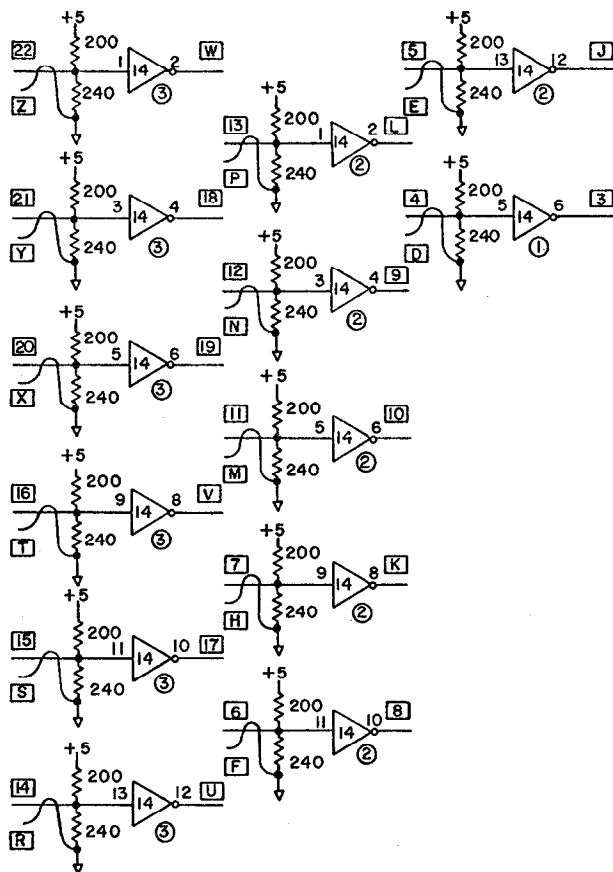 +5
22 200 1 14 2 W
Z 240 3
+5
21 200 3 14 4 18
Y 240 3
+5
20 200 5 14 6 19
X 240 3
+5
16 200 9 14 8 V
T 240 3
+5
15 200 11 14 10 17
S 240 3
+5
14 200 13 14 12 U
R 240 3
+5
13 200 1 14 2 L
P 240 2
+5
12 200 3 14 4 9
N 240 2
+5
11 200 5 14 6 10
M 240 2
+5
7 200 9 14 8 K
H 240 2
+5
6 200 11 14 10 8
F 240 2
+5
5 200 13 14 12 J
E 240 2
+5
4 200 5 14 6 3
D 240 1